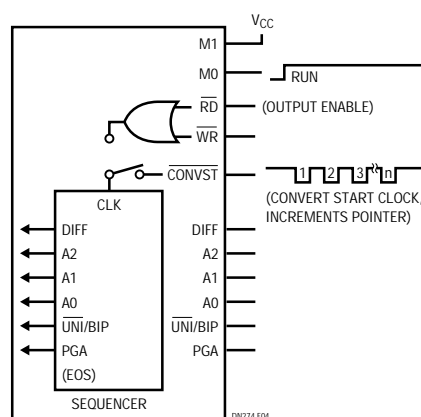 VCC
M1
M0
RUN
RD
(OUTPUT ENABLE)
WR
CONVST
1 2 3 n
(CONVERT START CLOCK,
INCREMENTS POINTER)
CLK
DIFF DIFF
A2 A2
A1 A1
A0 A0
UNI/BIP UNI/BIP
PGA PGA
(EOS)
SEQUENCER
DN274 F04